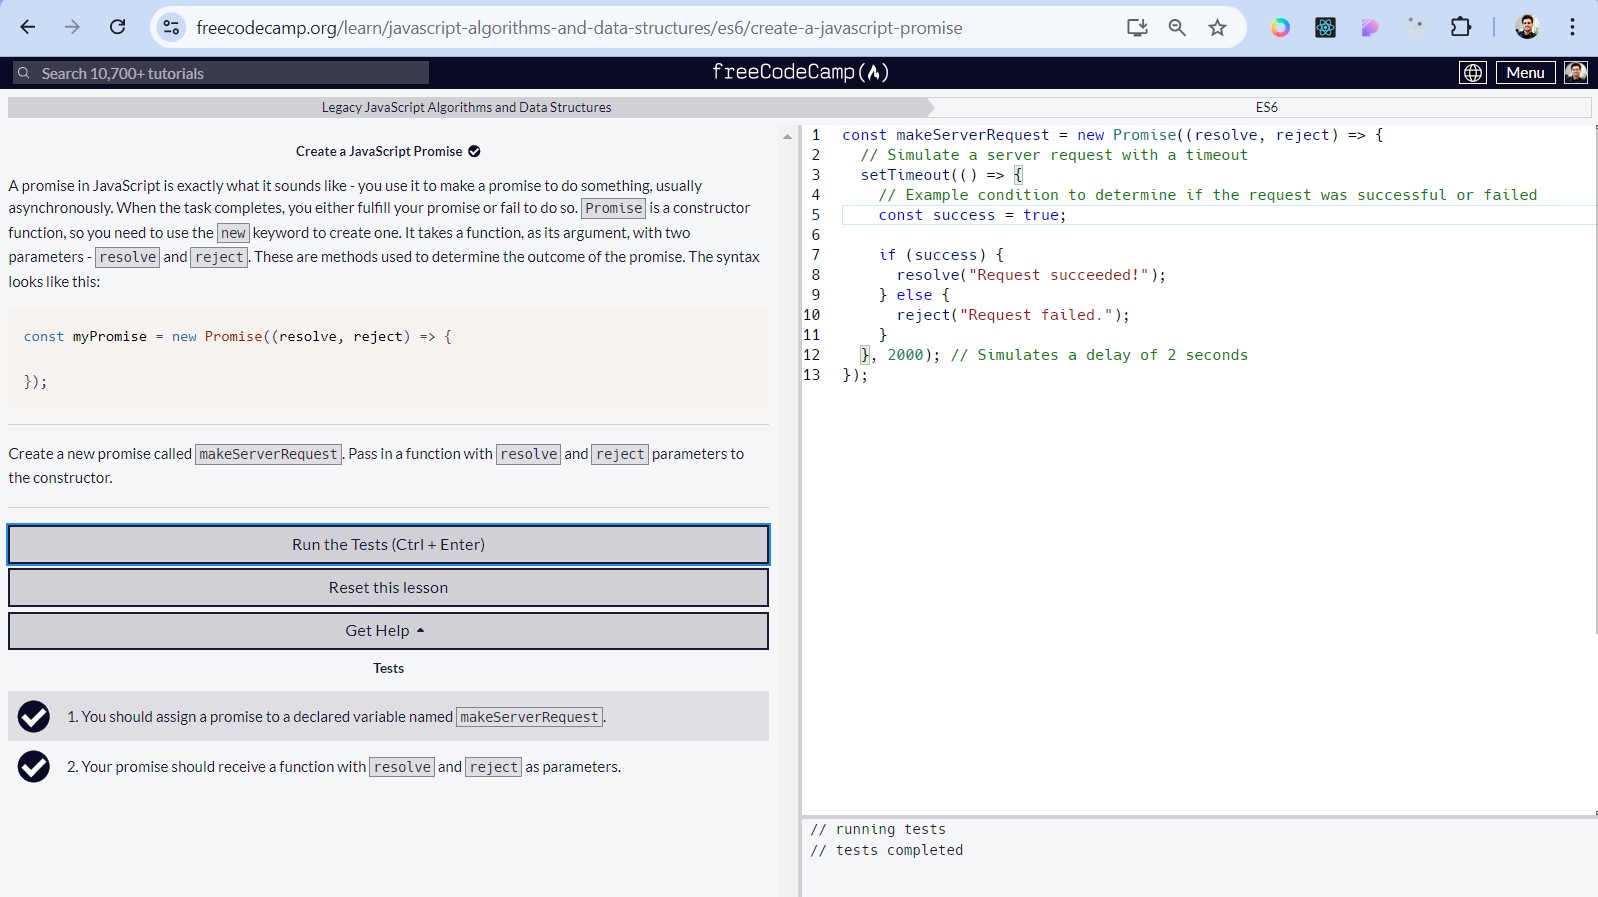 freecodecamp.org/learn/javascript-algorithms-and-data-structures/es6/create-a-javascript-promise
Search 10,700+ tutorials
freeCodeCamp
Menu
Legacy JavaScript Algorithms and Data Structures
ES6
Create a JavaScript Promise
A promise in JavaScript is exactly what it sounds like - you use it to make a promise to do something, usually
asynchronously. When the task completes, you either fulfill your promise or fail to do so. Promise is a constructor
function, so you need to use the new keyword to create one. It takes a function, as its argument, with two
parameters - resolve and reject. These are methods used to determine the outcome of the promise. The syntax
looks like this:
const myPromise = new Promise((resolve, reject) => {
});
Create a new promise called makeServerRequest. Pass in a function with resolve and reject parameters to
the constructor.
Run the Tests (Ctrl + Enter)
Reset this lesson
Get Help
Tests
1. You should assign a promise to a declared variable named makeServerRequest.
2. Your promise should receive a function with resolve and reject as parameters.
1 const makeServerRequest = new Promise((resolve, reject) => {
2 // Simulate a server request with a timeout
3 setTimeout(() => {
4 // Example condition to determine if the request was successful or failed
5 const success = true;
6
7 if (success) {
8 resolve("Request succeeded!");
9 } else {
10 reject("Request failed.");
11 }
12 }, 2000); // Simulates a delay of 2 seconds
13 });
// running tests
// tests completed